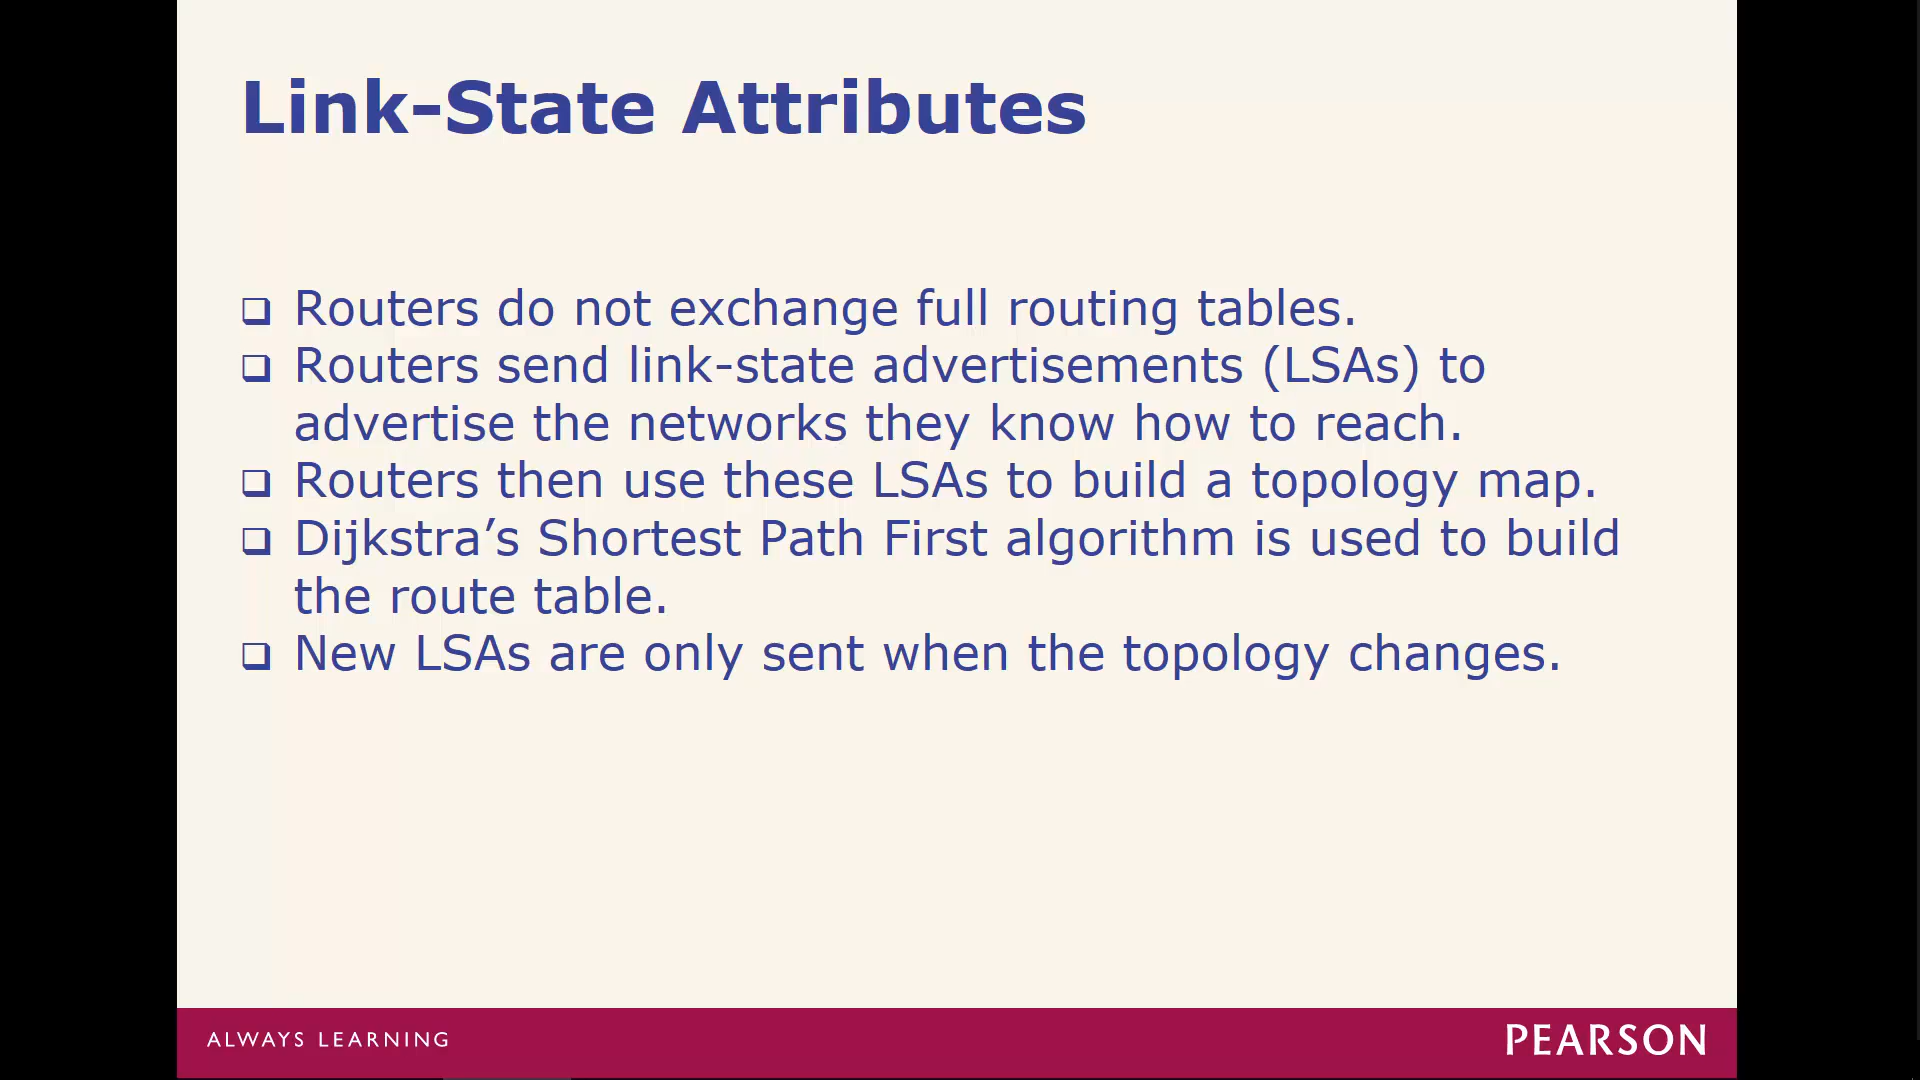 Link-State Attributes
❑ Routers do not exchange full routing tables.
❑ Routers send link-state advertisements (LSAs) to
advertise the networks they know how to reach.
❑ Routers then use these LSAs to build a topology map.
❑ Dijkstra’s Shortest Path First algorithm is used to build
the route table.
❑ New LSAs are only sent when the topology changes.
ALWAYS LEARNING
PEARSON